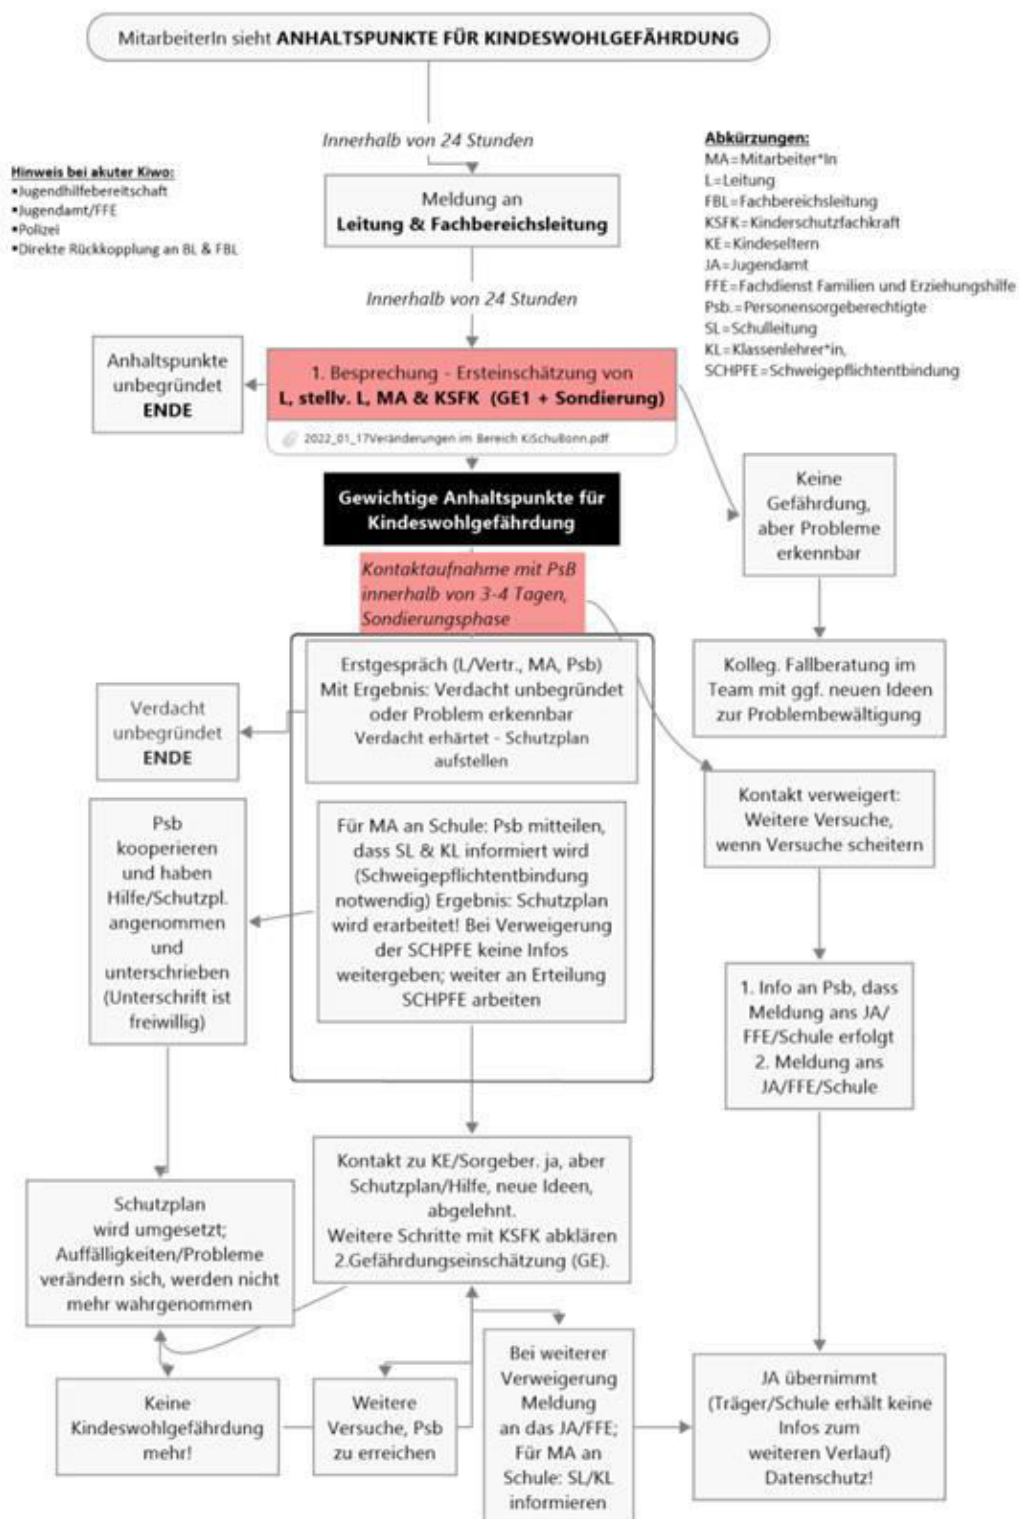 MitarbeiterIn sieht ANHALTSPUNKTE FÜR KINDESWOHLGEFÄHRDUNG
Innerhalb von 24 Stunden
Hinweis bei akuter Kiwo:
▪Jugendhilfebereitschaft
▪Jugendamt/FFE
▪Polizei
▪Direkte Rückkopplung an BL & FBL
Abkürzungen:
MA=Mitarbeiter*In
L=Leitung
FBL=Fachbereichsleitung
KSFK=Kinderschutzfachkraft
KE=Kindeseltern
JA=Jugendamt
FFE=Fachdienst Familien und Erziehungshilfe
Psb.=Personensorgeberechtigte
SL=Schulleitung
KL=Klassenlehrer*in,
SCHPFE=Schweigepflichtentbindung
Meldung an
Leitung & Fachbereichsleitung
Innerhalb von 24 Stunden
Anhaltspunkte
unbegründet
ENDE
1. Besprechung - Ersteinschätzung von
L, stellv. L, MA & KSFK (GE1 + Sondierung)
2022_01_17Veränderungen im Bereich KiSchuBonn.pdf
Gewichtige Anhaltspunkte für
Kindeswohlgefährdung
Keine
Gefährdung,
aber Probleme
erkennbar
Kontaktaufnahme mit PsB
innerhalb von 3-4 Tagen,
Sondierungsphase
Kolleg. Fallberatung im
Team mit ggf. neuen Ideen
zur Problembewältigung
Erstgespräch (L/Vertr., MA, Psb)
Mit Ergebnis: Verdacht unbegründet
oder Problem erkennbar
Verdacht erhärtet - Schutzplan
aufstellen
Verdacht
unbegründet
ENDE
Kontakt verweigert:
Weitere Versuche,
wenn Versuche scheitern
Psb
kooperieren
und haben
Hilfe/Schutzpl.
angenommen
und
unterschrieben
(Unterschrift ist
freiwillig)
Für MA an Schule: Psb mitteilen,
dass SL & KL informiert wird
(Schweigepflichtentbindung
notwendig) Ergebnis: Schutzplan
wird erarbeitet! Bei Verweigerung
der SCHPFE keine Infos
weitergeben; weiter an Erteilung
SCHPFE arbeiten
1. Info an Psb, dass
Meldung ans JA/
FFE/Schule erfolgt
2. Meldung ans
JA/FFE/Schule
Kontakt zu KE/Sorgeber. ja, aber
Schutzplan/Hilfe, neue Ideen,
abgelehnt.
Weitere Schritte mit KSFK abklären
2.Gefährdungseinschätzung (GE).
Schutzplan
wird umgesetzt;
Auffälligkeiten/Probleme
verändern sich, werden nicht
mehr wahrgenommen
Keine
Kindeswohlgefährdung
mehr!
Weitere
Versuche, Psb
zu erreichen
Bei weiterer
Verweigerung
Meldung
an das JA/FFE;
Für MA an
Schule: SL/KL
informieren
JA übernimmt
(Träger/Schule erhält keine
Infos zum
weiteren Verlauf)
Datenschutz!